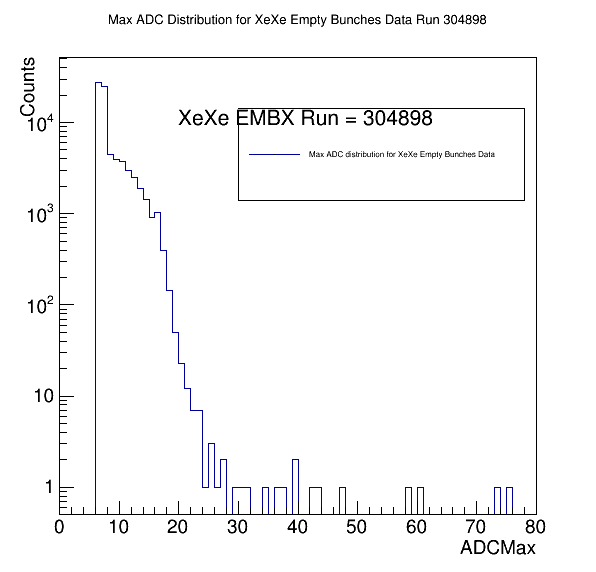 Max ADC Distribution for XeXe Empty Bunches Data Run 304898
Counts
XeXe EMBX Run = 304898
Max ADC distribution for XeXe Empty Bunches Data
10^4
10^3
10^2
10
1
0 10 20 30 40 50 60 70 80
ADCMax